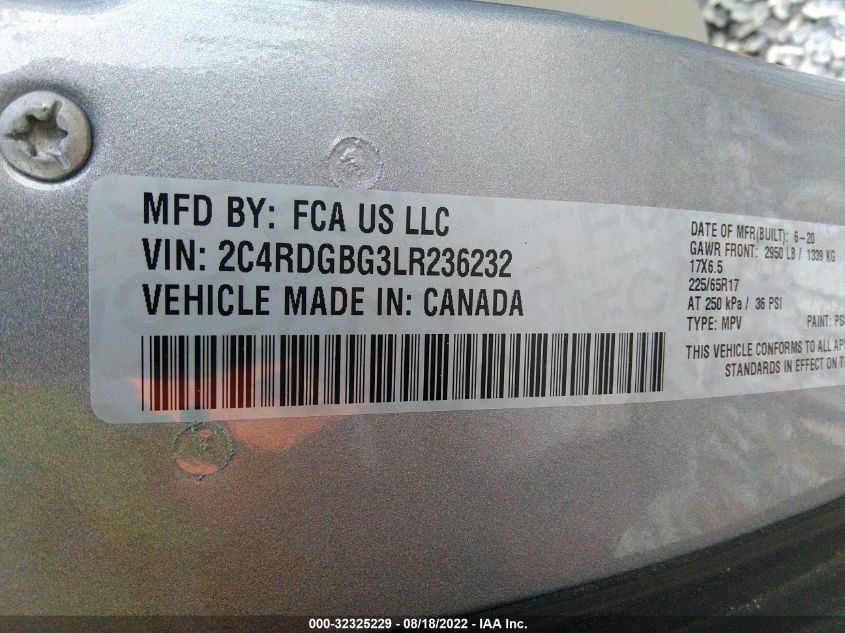 MFD BY: FCA US LLC
VIN: 2C4RDGBG3LR236232
VEHICLE MADE IN: CANADA
DATE OF MFR(BUILT): 6-20
GAWR FRONT: 2950 LB / 1339 KG
17X6.5
225/65R17
AT 250 kPa / 36 PSI
TYPE: MPV PAINT:
THIS VEHICLE CONFORMS TO ALL
STANDARDS IN EFFECT ON
000-32325229 - 08/18/2022 - IAA Inc.